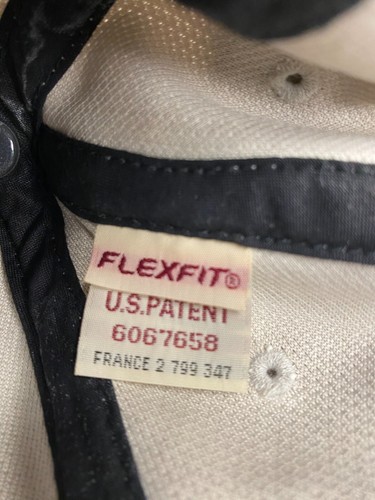 FLEXFIT®
U.S.PATENT
6067658
FRANCE 2 799 347